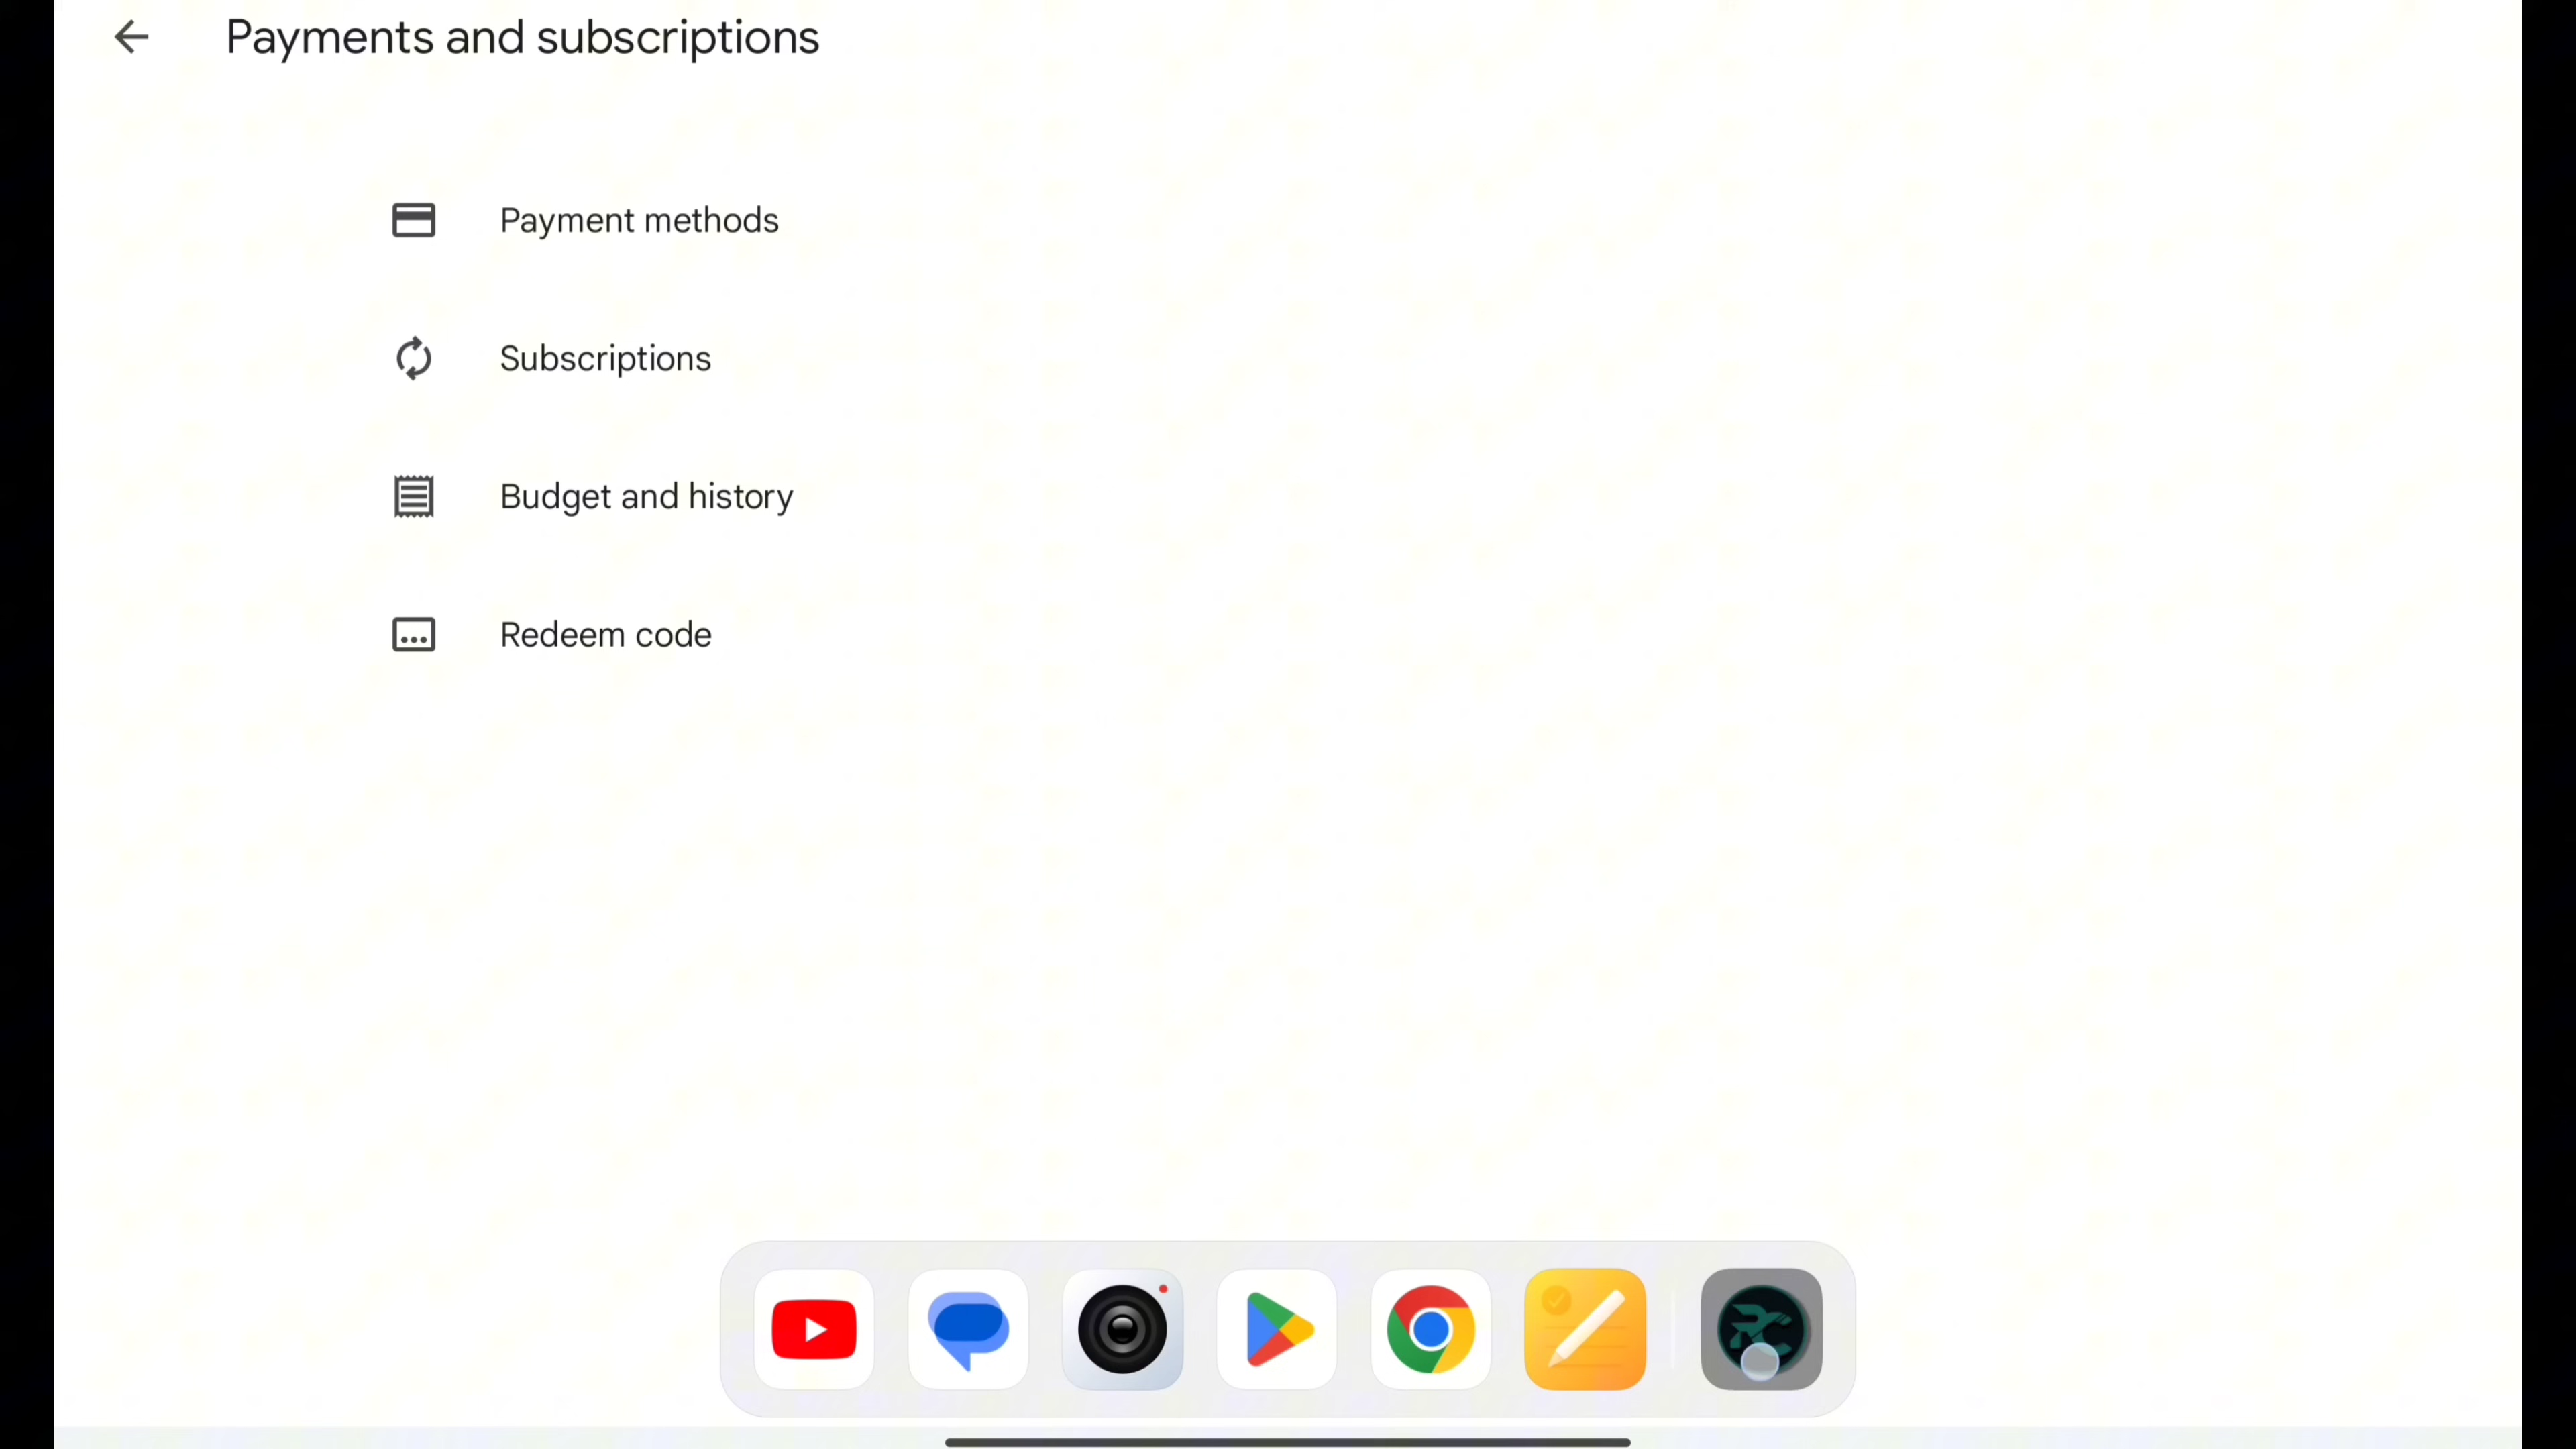 Payments and subscriptions
Payment methods
Subscriptions
Budget and history
Redeem code